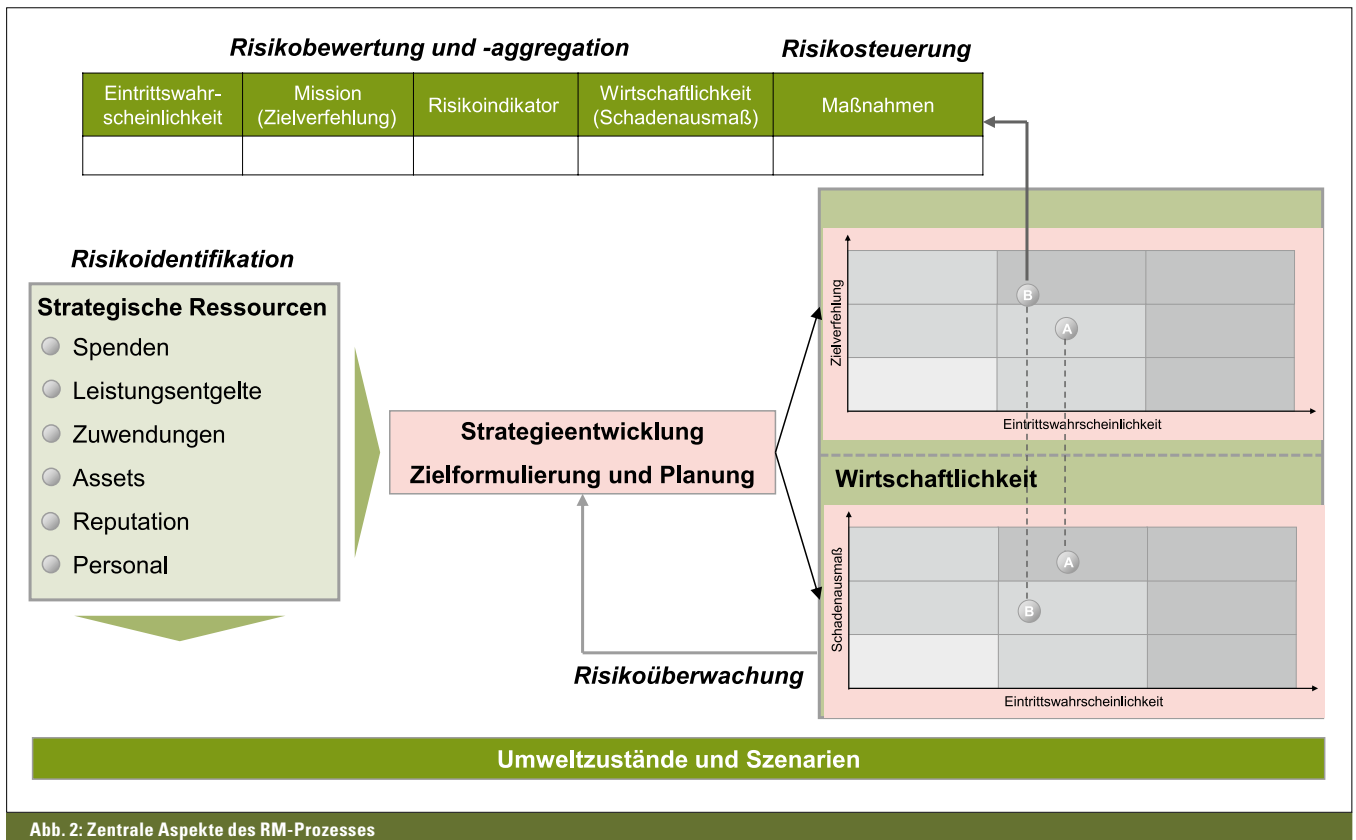 Risikobewertung und -aggregation
Risikosteuerung
Eintrittswahr-
scheinlichkeit
Mission
(Zielverfehlung)
Risikoindikator
Wirtschaftlichkeit
(Schadenausmaß)
Maßnahmen
Risikoidentifikation
Strategische Ressourcen
Spenden
Leistungsentgelte
Zuwendungen
Assets
Reputation
Personal
Strategieentwicklung
Zielformulierung und Planung
Zielverfehlung
B
A
Eintrittswahrscheinlichkeit
Wirtschaftlichkeit
Schadenausmaß
A
B
Eintrittswahrscheinlichkeit
Risikoüberwachung
Umweltzustände und Szenarien
Abb. 2: Zentrale Aspekte des RM-Prozesses